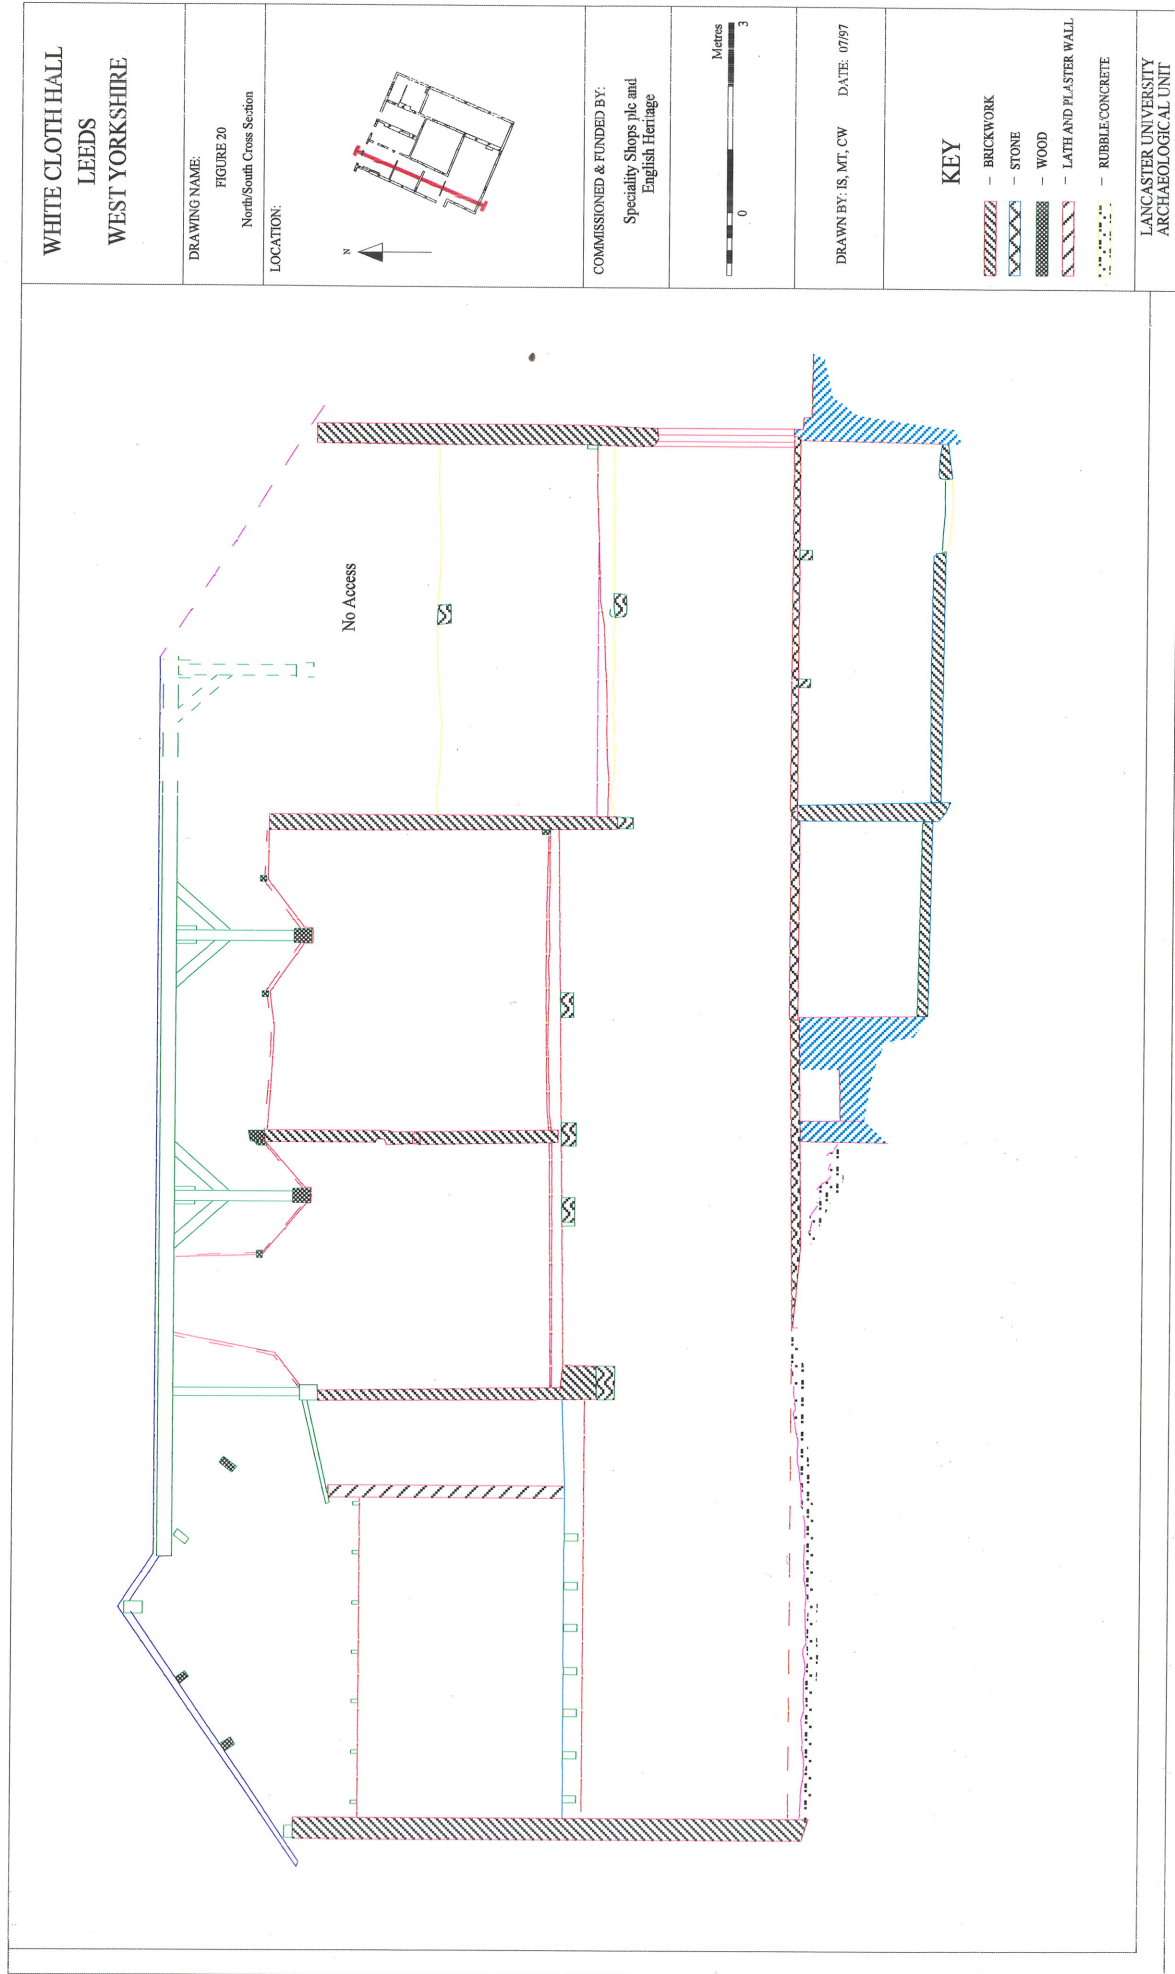 WHITE CLOTH HALL
LEEDS
WEST YORKSHIRE
DRAWING NAME:
FIGURE 20
North/South Cross Section
LOCATION:
N
COMMISSIONED & FUNDED BY:
Speciality Shops plc and
English Heritage
Metres
0 3
DRAWN BY: IS, MT, CW DATE: 07/97
KEY
– BRICKWORK
– STONE
– WOOD
– LATH AND PLASTER WALL
– RUBBLE/CONCRETE
LANCASTER UNIVERSITY
ARCHAEOLOGICAL UNIT
No Access